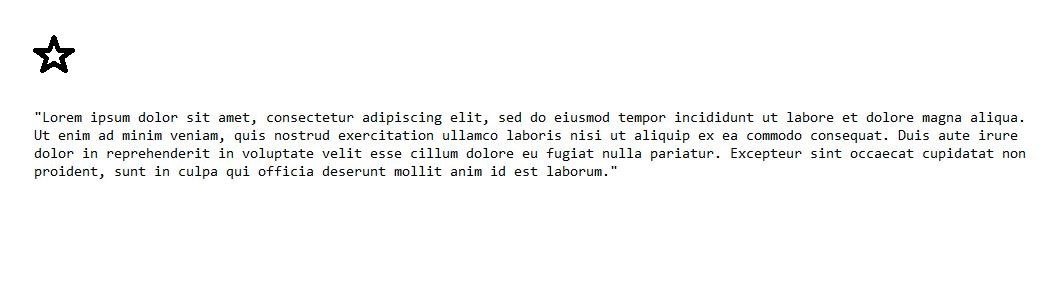 "Lorem ipsum dolor sit amet, consectetur adipiscing elit, sed do eiusmod tempor incididunt ut labore et dolore magna aliqua.
Ut enim ad minim veniam, quis nostrud exercitation ullamco laboris nisi ut aliquip ex ea commodo consequat. Duis aute irure
dolor in reprehenderit in voluptate velit esse cillum dolore eu fugiat nulla pariatur. Excepteur sint occaecat cupidatat non
proident, sunt in culpa qui officia deserunt mollit anim id est laborum."